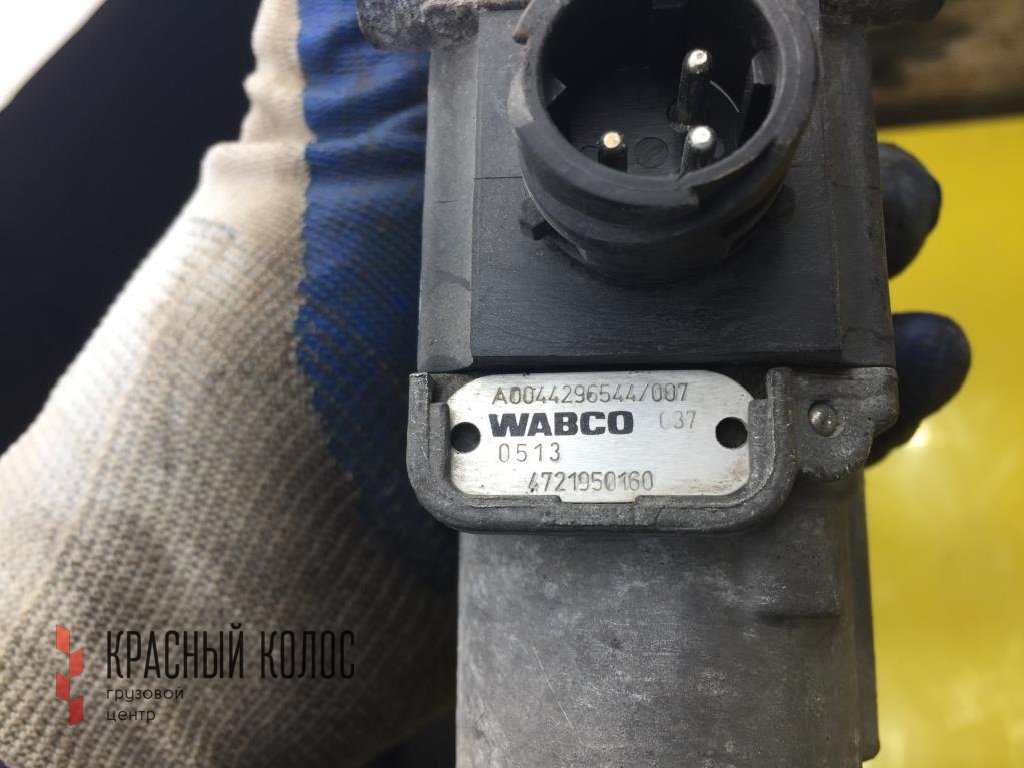 A0044296544/007
WABCO 037
0513
4721950160
КРАСНЫЙ КОЛОС
грузовой
центр